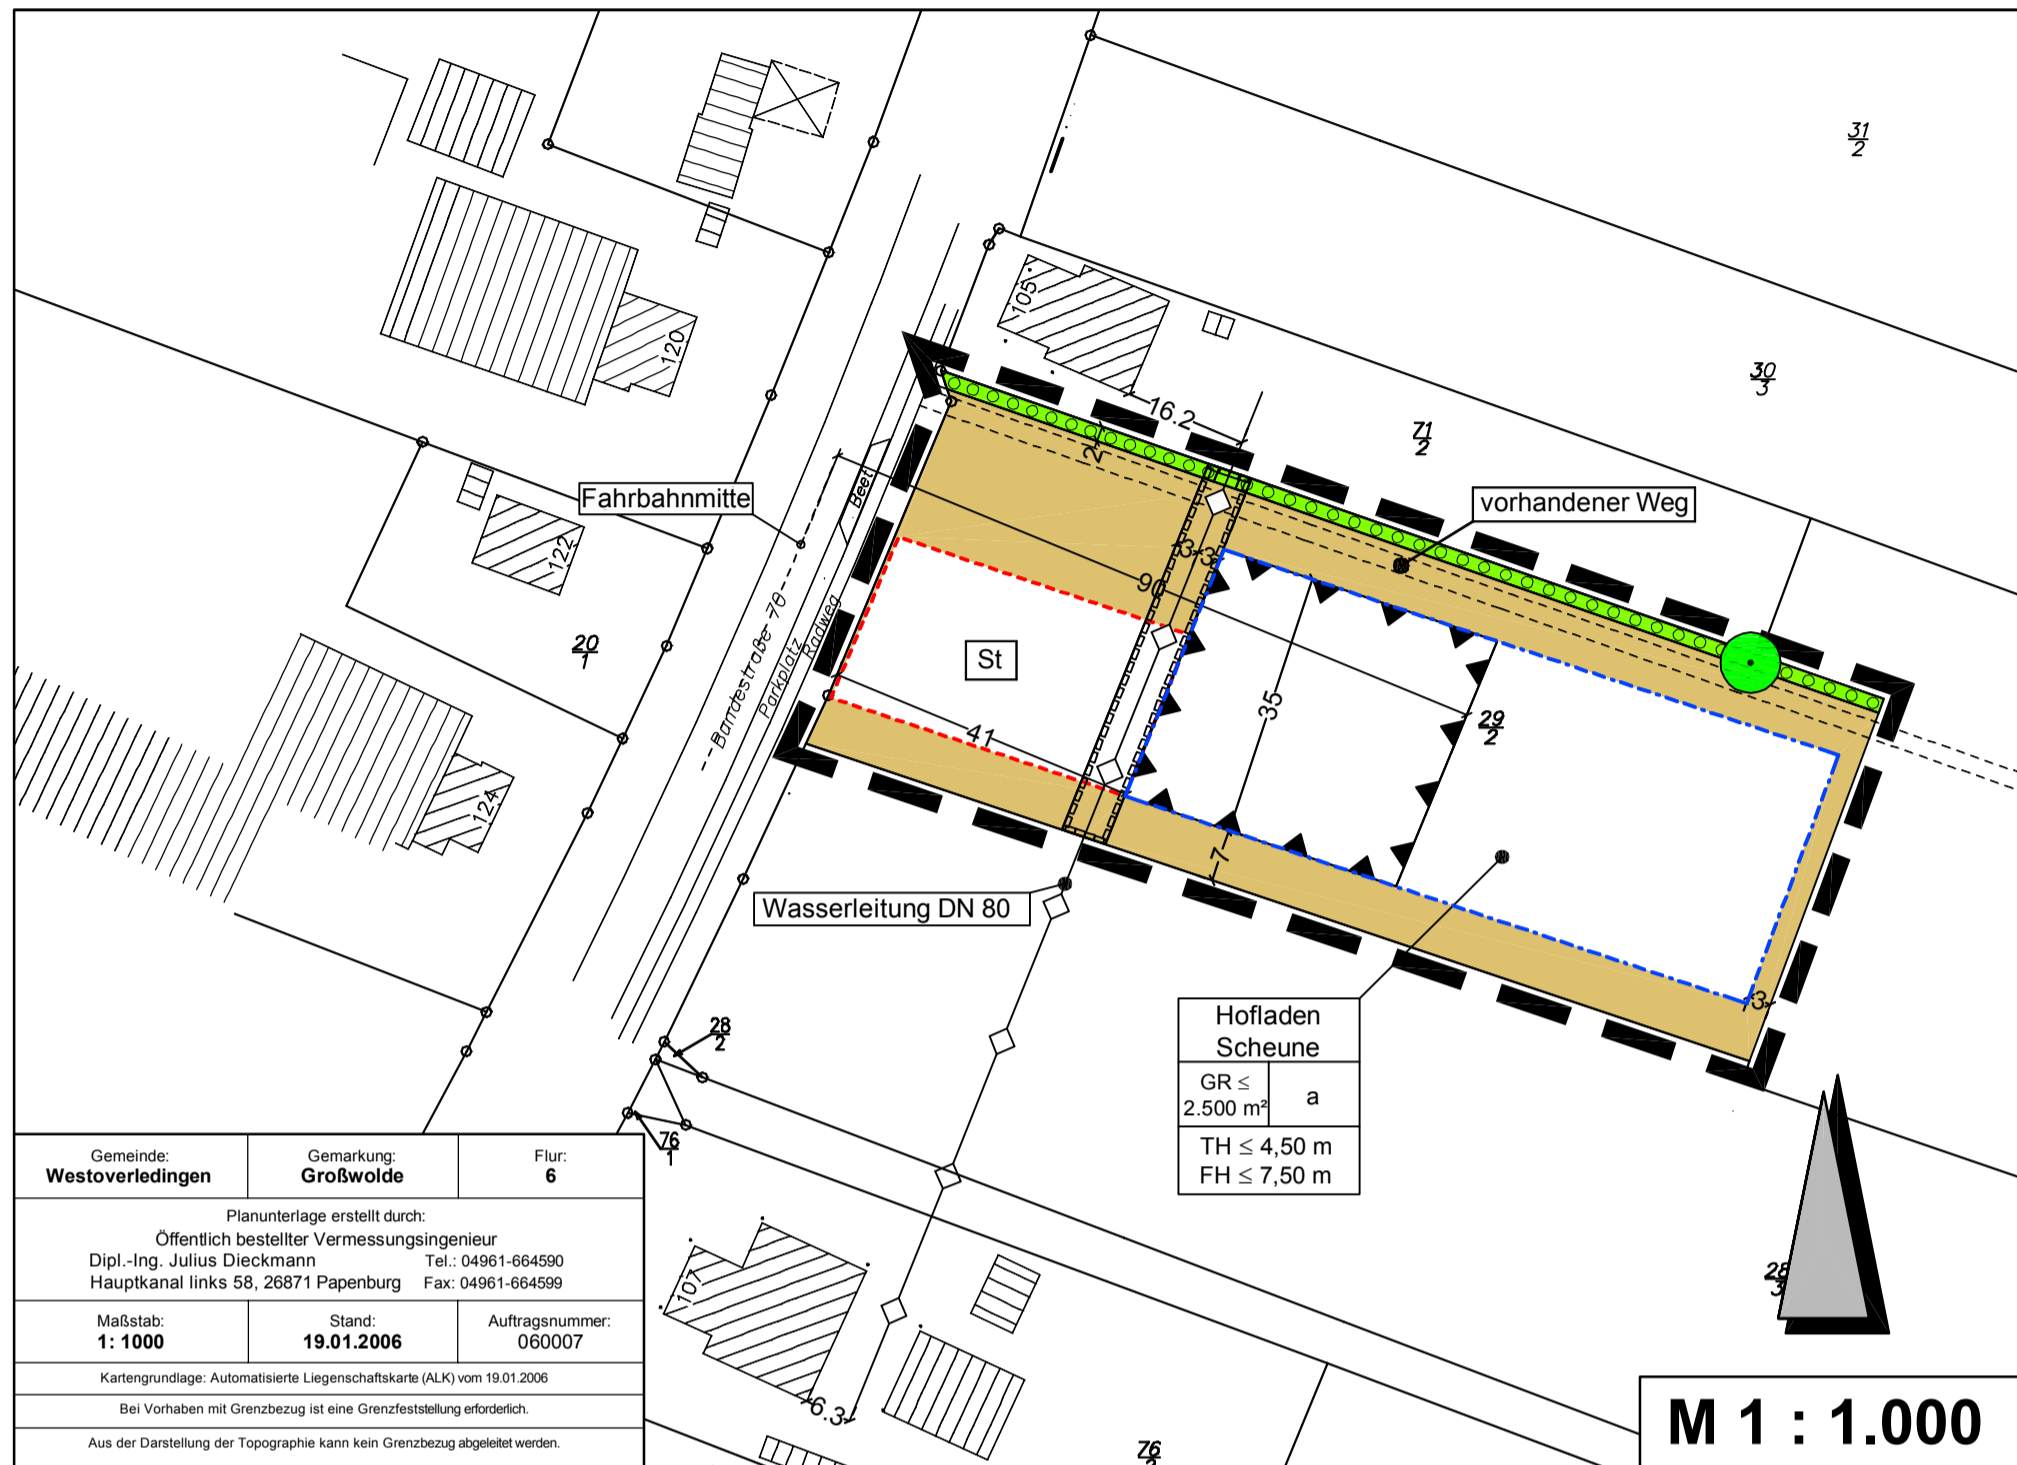 31
2
30
3
71
2
105
16.2
2
120
Fahrbahnmitte
Beet
vorhandener Weg
122
3
3
90
20
1
Bundestraße 70
Parkplatz
Radweg
St
35
29
2
41
124
7
Wasserleitung DN 80
3
28
2
Hofladen
Scheune
GR ≤
2.500 m²
a
TH ≤ 4,50 m
FH ≤ 7,50 m
76
1
107
6.3
28
3
76
Gemeinde:
Westoverledingen
Gemarkung:
Großwolde
Flur:
6
Planunterlage erstellt durch:
Öffentlich bestellter Vermessungsingenieur
Dipl.-Ing. Julius Dieckmann Tel.: 04961-664590
Hauptkanal links 58, 26871 Papenburg Fax: 04961-664599
Maßstab:
1: 1000
Stand:
19.01.2006
Auftragsnummer:
060007
Kartengrundlage: Automatisierte Liegenschaftskarte (ALK) vom 19.01.2006
Bei Vorhaben mit Grenzbezug ist eine Grenzfeststellung erforderlich.
Aus der Darstellung der Topographie kann kein Grenzbezug abgeleitet werden.
M 1 : 1.000